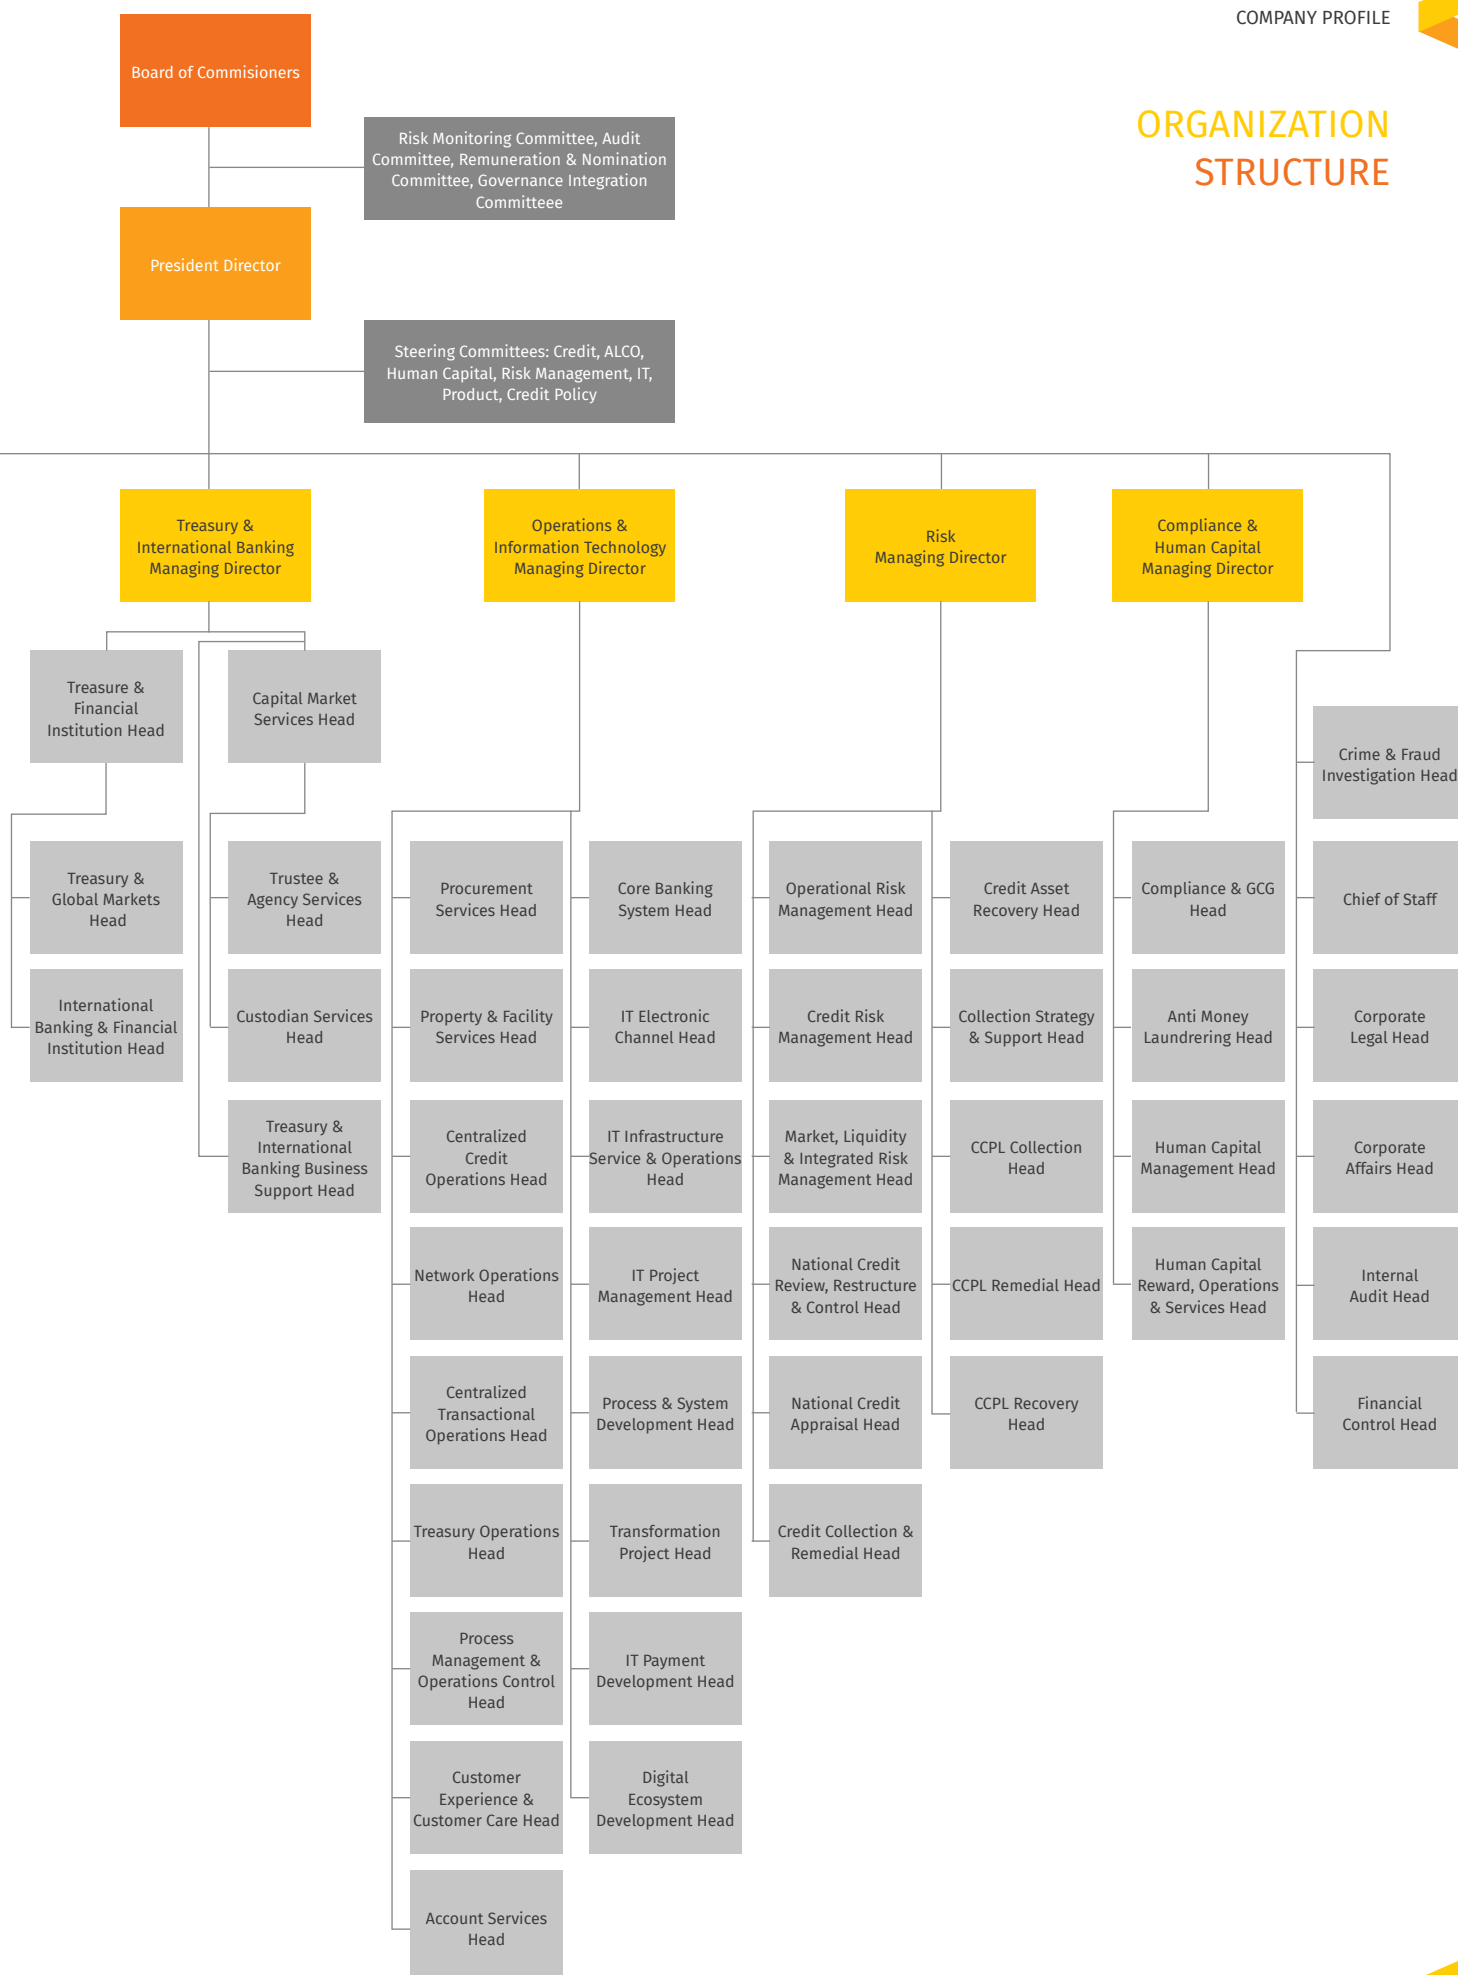 COMPANY PROFILE
ORGANIZATION
STRUCTURE
Board of Commisioners
Risk Monitoring Committee, Audit
Committee, Remuneration & Nomination
Committee, Governance Integration
Committeee
President Director
Steering Committees: Credit, ALCO,
Human Capital, Risk Management, IT,
Product, Credit Policy
Treasury &
International Banking
Managing Director
Operations &
Information Technology
Managing Director
Risk
Managing Director
Compliance &
Human Capital
Managing Director
Treasure &
Financial
Institution Head
Capital Market
Services Head
Treasury &
Global Markets
Head
International
Banking & Financial
Institution Head
Trustee &
Agency Services
Head
Custodian Services
Head
Treasury &
International
Banking Business
Support Head
Procurement
Services Head
Property & Facility
Services Head
Centralized
Credit
Operations Head
Network Operations
Head
Centralized
Transactional
Operations Head
Treasury Operations
Head
Process
Management &
Operations Control
Head
Customer
Experience &
Customer Care Head
Account Services
Head
Core Banking
System Head
IT Electronic
Channel Head
IT Infrastructure
Service & Operations
Head
IT Project
Management Head
Process & System
Development Head
Transformation
Project Head
IT Payment
Development Head
Digital
Ecosystem
Development Head
Operational Risk
Management Head
Credit Risk
Management Head
Market, Liquidity
& Integrated Risk
Management Head
National Credit
Review, Restructure
& Control Head
National Credit
Appraisal Head
Credit Collection &
Remedial Head
Credit Asset
Recovery Head
Collection Strategy
& Support Head
CCPL Collection
Head
CCPL Remedial Head
CCPL Recovery
Head
Compliance & GCG
Head
Anti Money
Laundrering Head
Human Capital
Management Head
Human Capital
Reward, Operations
& Services Head
Crime & Fraud
Investigation Head
Chief of Staff
Corporate
Legal Head
Corporate
Affairs Head
Internal
Audit Head
Financial
Control Head